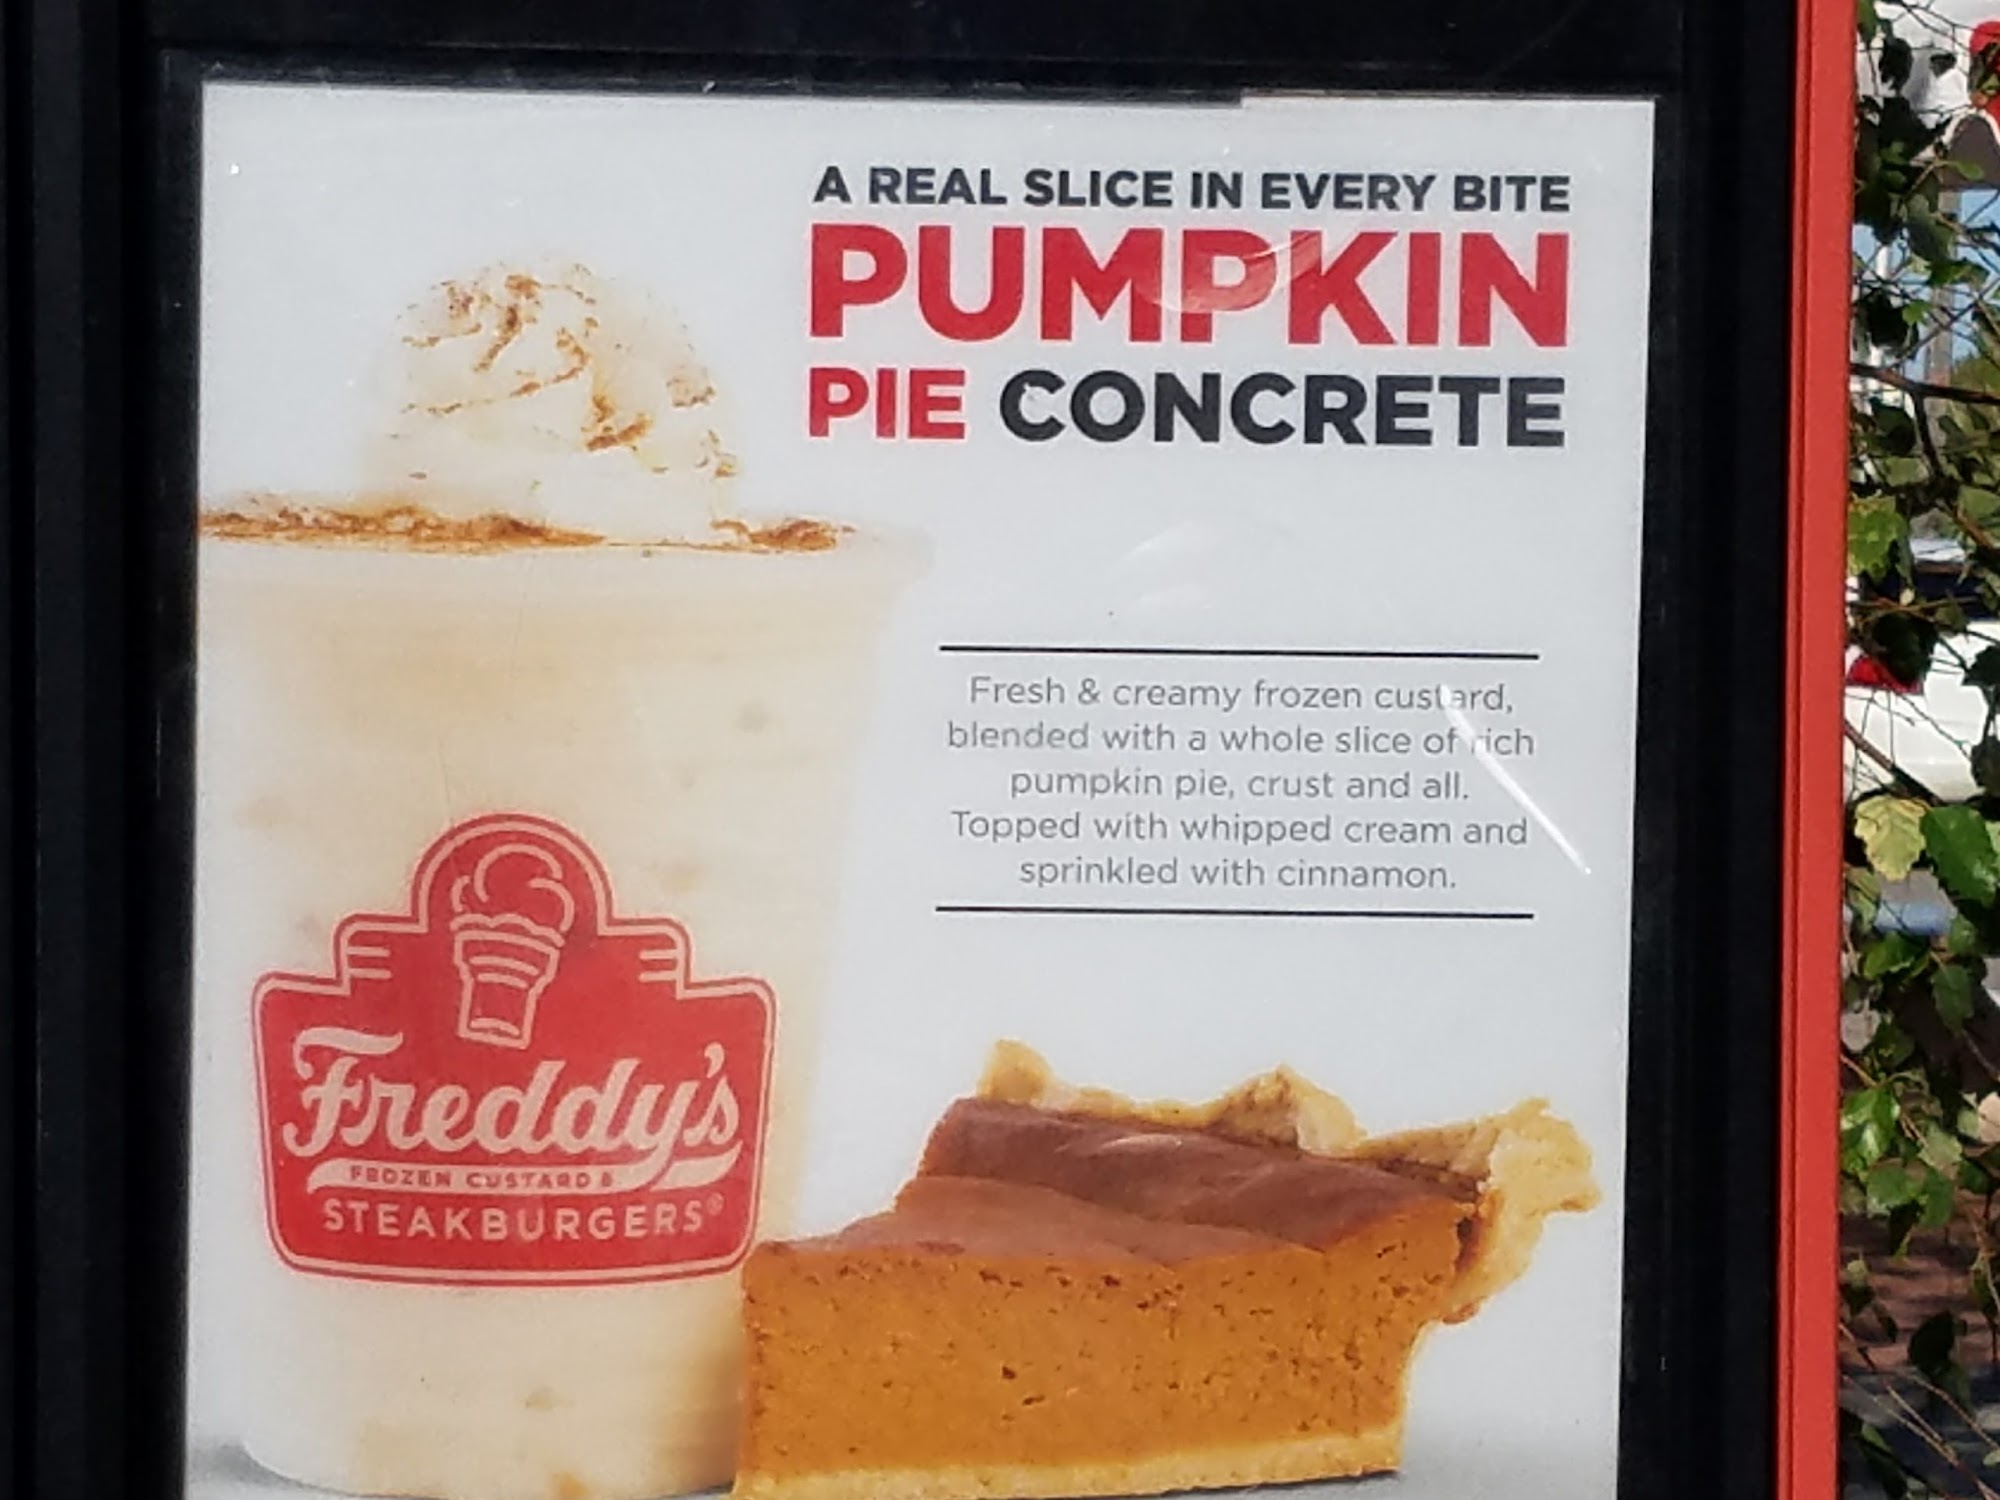 A REAL SLICE IN EVERY BITE
PUMPKIN
PIE CONCRETE
Fresh & creamy frozen custard,
blended with a whole slice of rich
pumpkin pie, crust and all.
Topped with whipped cream and
sprinkled with cinnamon.
Freddy's
FROZEN CUSTARD &
STEAKBURGERS®